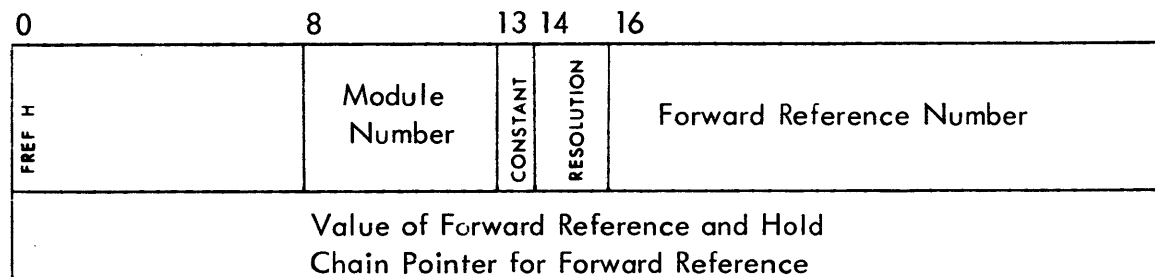 0 8 13 14 16
FREF H
Module
Number
CONSTANT
RESOLUTION
Forward Reference Number
Value of Forward Reference and Hold
Chain Pointer for Forward Reference